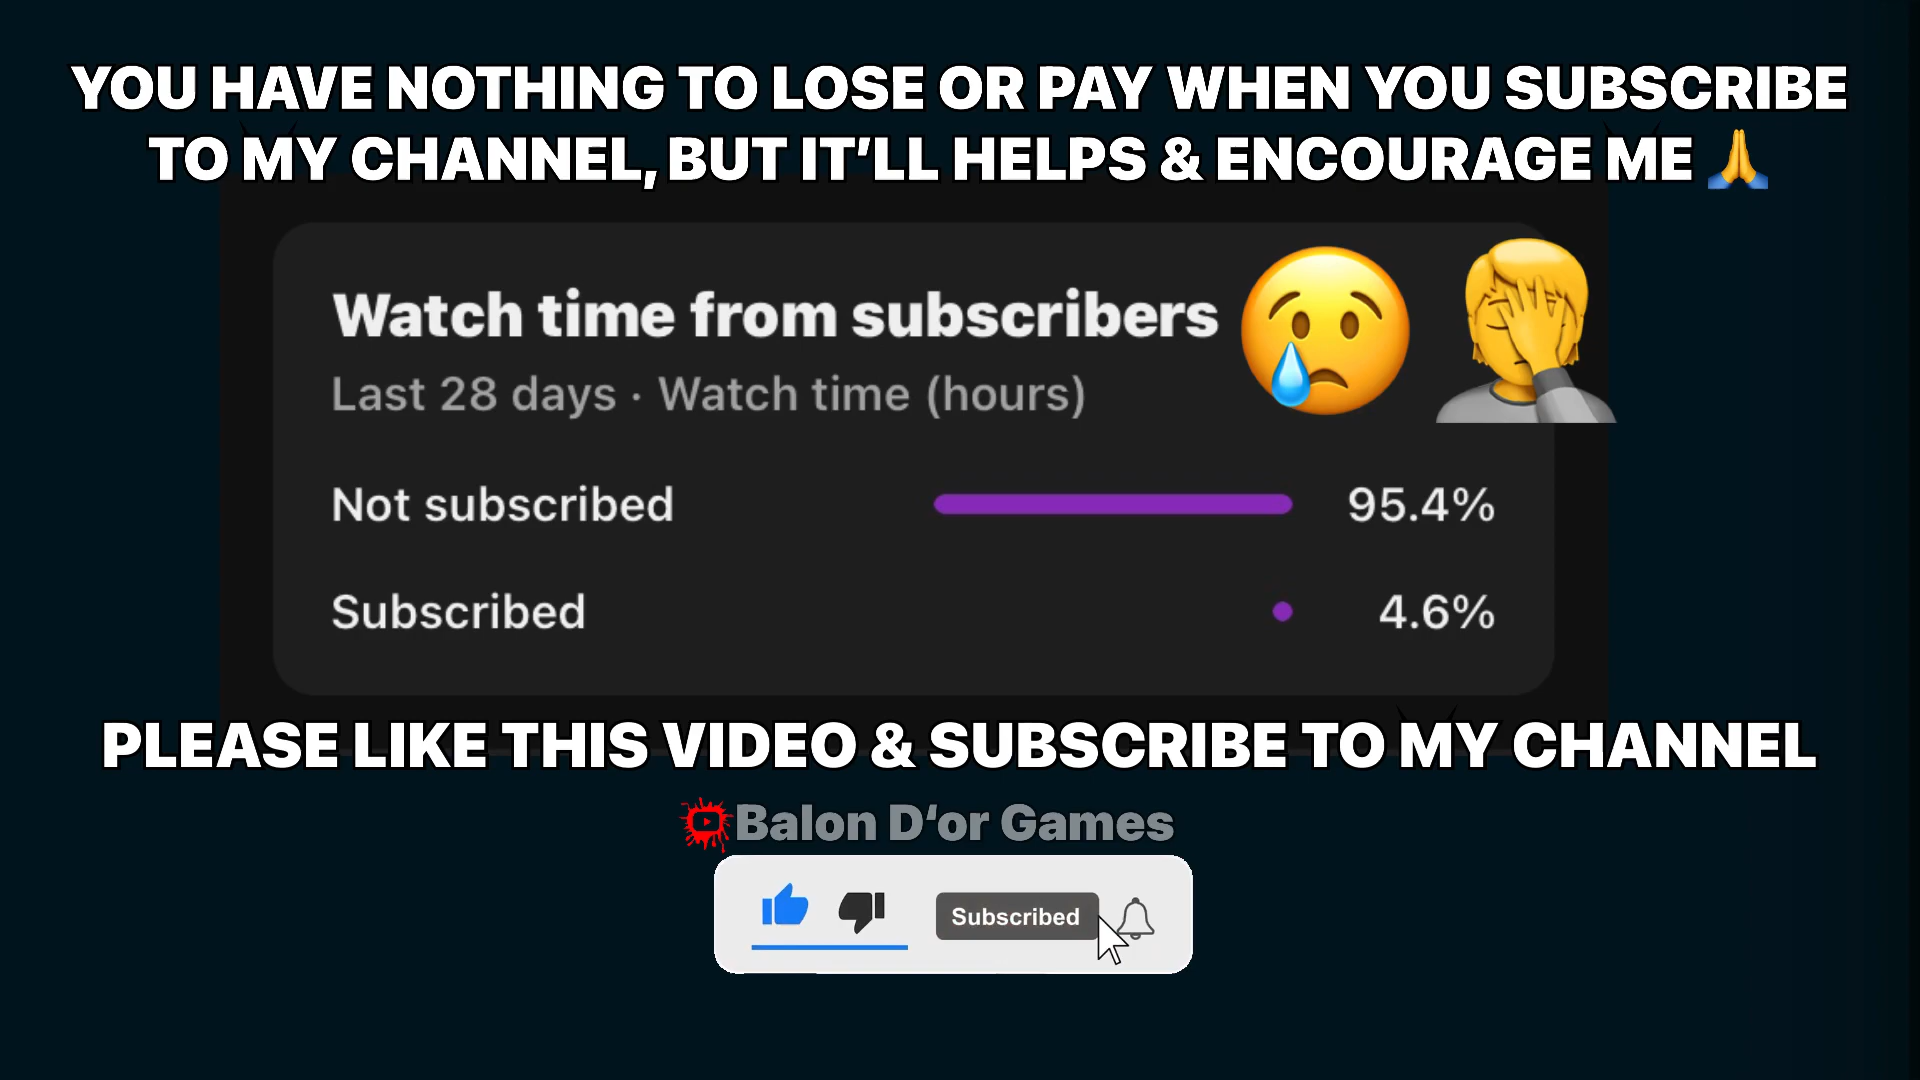 YOU HAVE NOTHING TO LOSE OR PAY WHEN YOU SUBSCRIBE
TO MY CHANNEL, BUT IT’LL HELPS & ENCOURAGE ME 🙏
Watch time from subscribers
Last 28 days · Watch time (hours)
Not subscribed 95.4%
Subscribed 4.6%
PLEASE LIKE THIS VIDEO & SUBSCRIBE TO MY CHANNEL
Balon D‘or Games
Subscribed